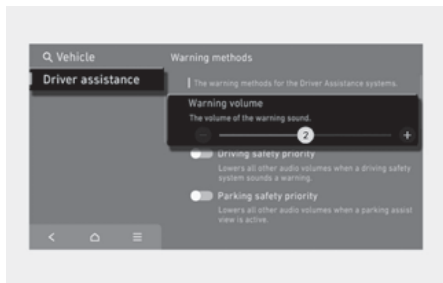 Vehicle
Warning methods
Driver assistance
The warning methods for the Driver Assistance systems.
Warning volume
The volume of the warning sound.
2
Driving safety priority
Lowers all other audio volumes when a driving safety
system sounds a warning.
Parking safety priority
Lowers all other audio volumes when a parking assist
view is active.